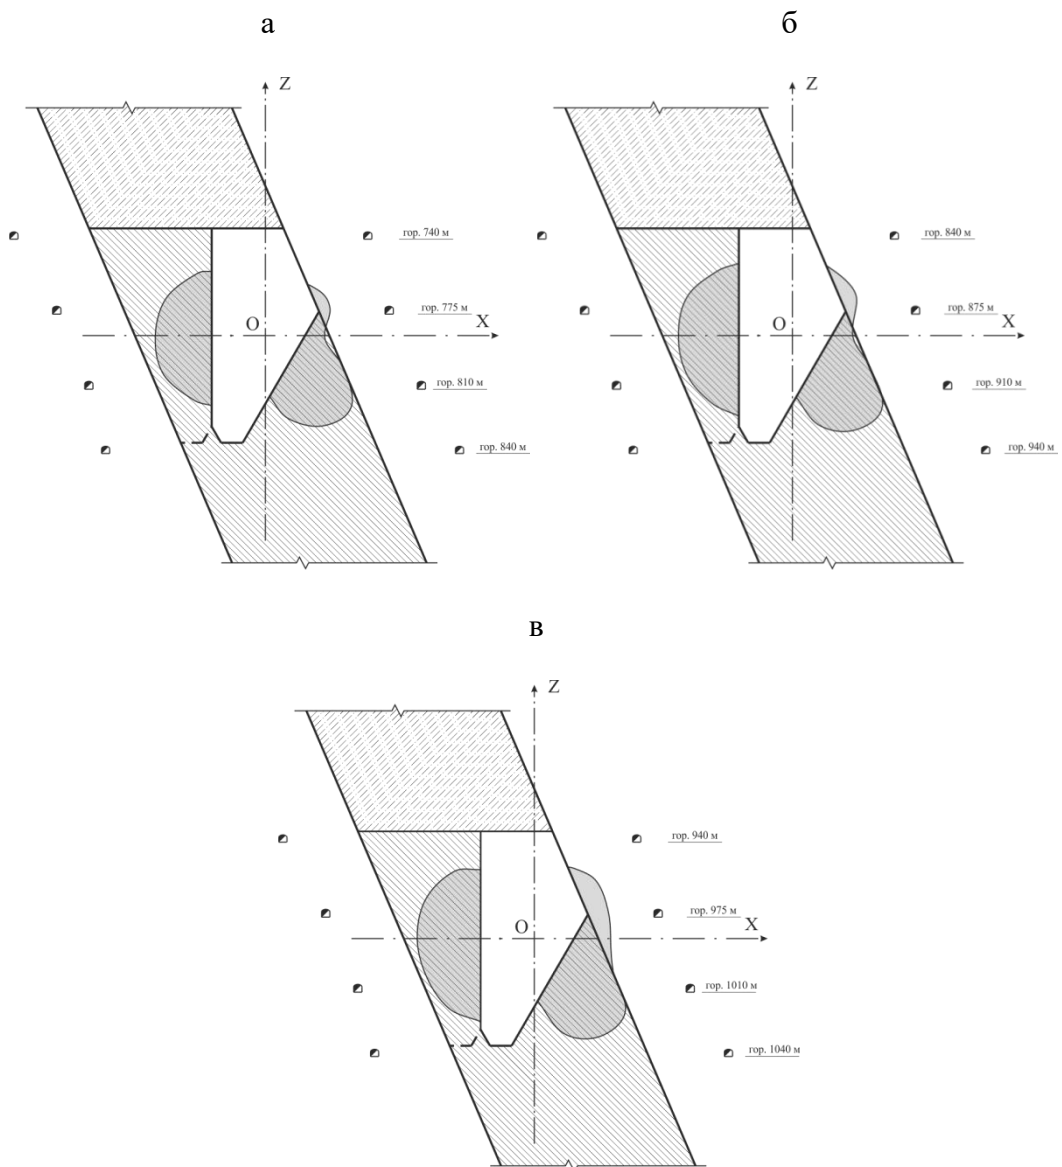 а
б
Z
Z
гор. 740 м
гор. 840 м
гор. 775 м
гор. 875 м
O
X
O
X
гор. 810 м
гор. 910 м
гор. 840 м
гор. 940 м
в
Z
гор. 940 м
гор. 975 м
O
X
гор. 1010 м
гор. 1040 м